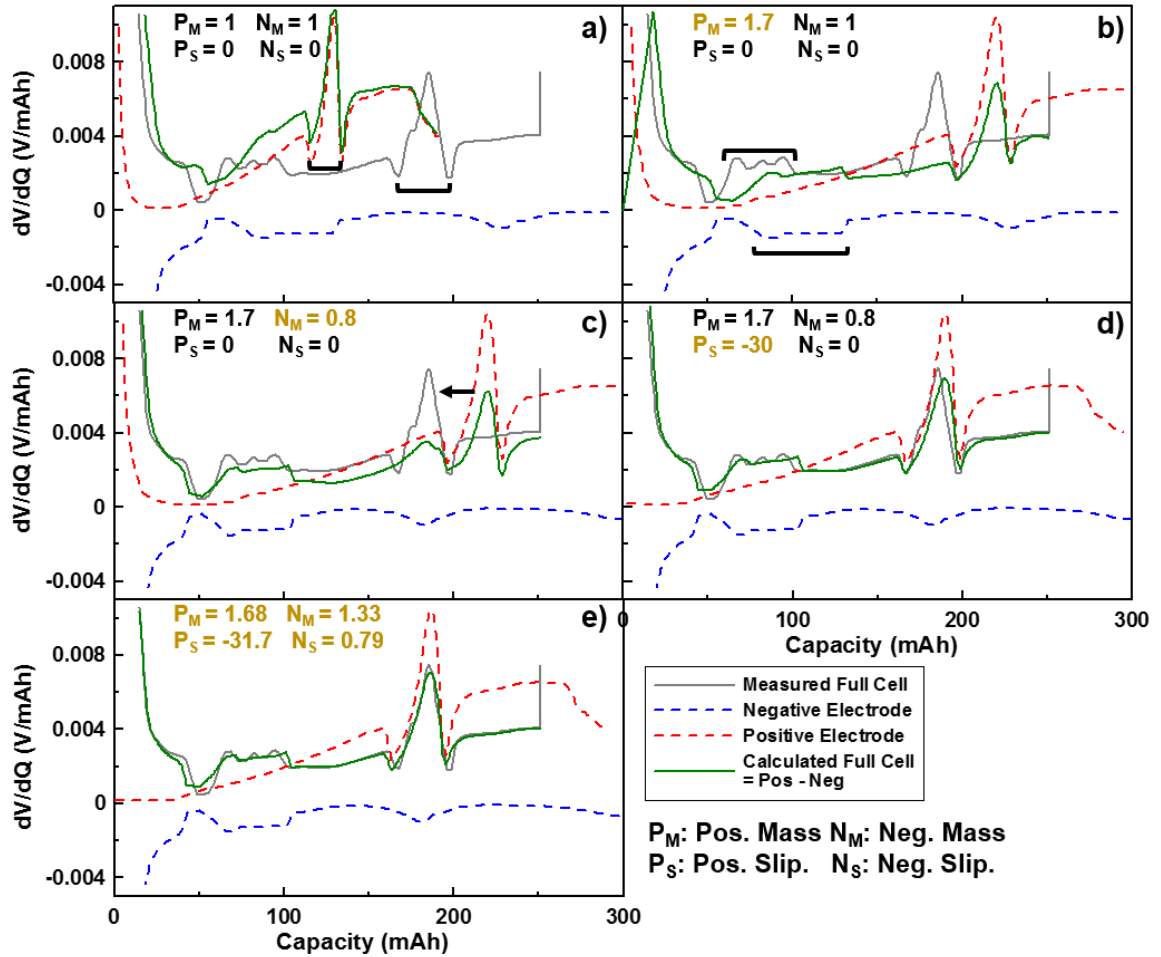 P_M = 1 N_M = 1
P_S = 0 N_S = 0
a)
P_M = 1.7 N_M = 1
P_S = 0 N_S = 0
b)
dV/dQ (V/mAh)
0.008
0.004
0
-0.004
P_M = 1.7 N_M = 0.8
P_S = 0 N_S = 0
c)
P_M = 1.7 N_M = 0.8
P_S = -30 N_S = 0
d)
dV/dQ (V/mAh)
0.008
0.004
0
-0.004
0 100 200 300
Capacity (mAh)
P_M = 1.68 N_M = 1.33
P_S = -31.7 N_S = 0.79
e)
dV/dQ (V/mAh)
0.008
0.004
0
-0.004
0 100 200 300
Capacity (mAh)
Measured Full Cell
Negative Electrode
Positive Electrode
Calculated Full Cell
= Pos - Neg
P_M: Pos. Mass N_M: Neg. Mass
P_S: Pos. Slip. N_S: Neg. Slip.